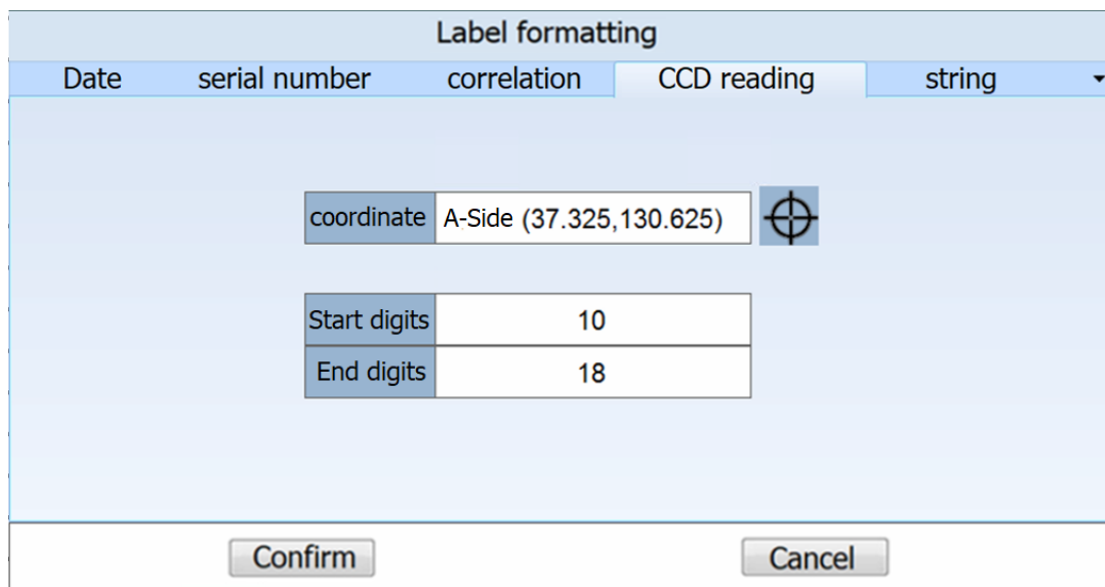 Label formatting
Date serial number correlation CCD reading string
coordinate A-Side (37.325,130.625)
Start digits 10
End digits 18
Confirm Cancel